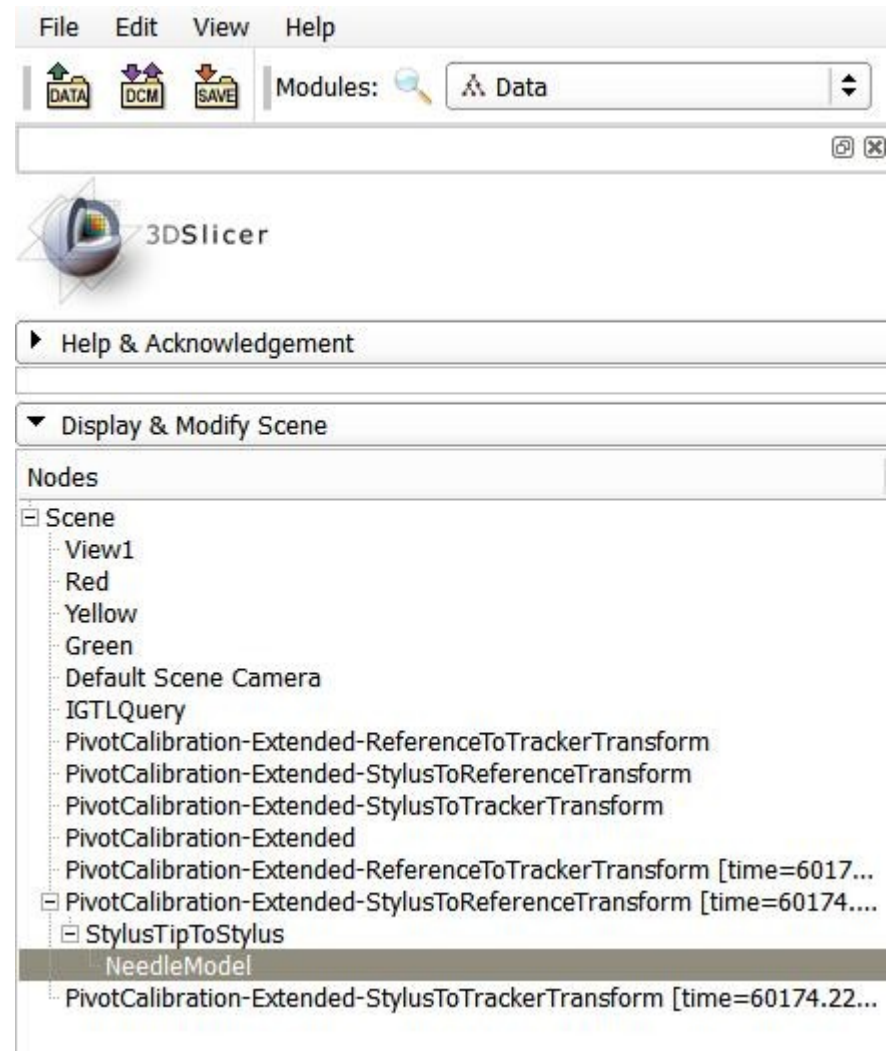 File Edit View Help
DATA DCM SAVE Modules: Data
3DSlicer
Help & Acknowledgement
Display & Modify Scene
Nodes
Scene
View1
Red
Yellow
Green
Default Scene Camera
IGTLQuery
PivotCalibration-Extended-ReferenceToTrackerTransform
PivotCalibration-Extended-StylusToReferenceTransform
PivotCalibration-Extended-StylusToTrackerTransform
PivotCalibration-Extended
PivotCalibration-Extended-ReferenceToTrackerTransform [time=6017...
PivotCalibration-Extended-StylusToReferenceTransform [time=60174....
StylusTipToStylus
NeedleModel
PivotCalibration-Extended-StylusToTrackerTransform [time=60174.22...